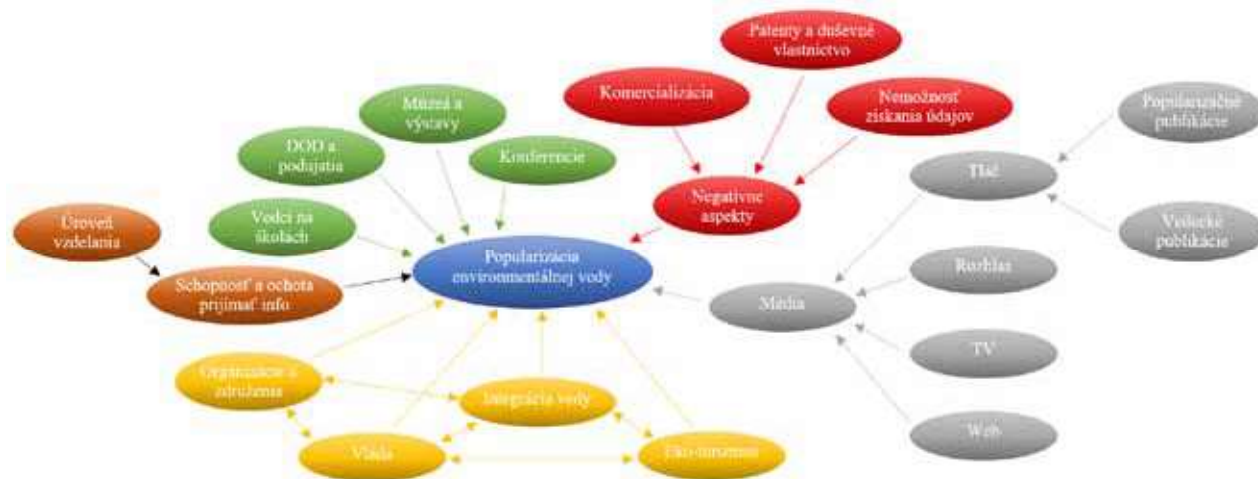 Patenty a duševné
vlastníctvo
Komercializácia
Múzeá a
výstavy
Nemožnosť
získania údajov
Popularizačné
publikácie
DOD a
podujatia
Konferencie
Tlač
Negatívne
aspekty
Úroveň
vzdelania
Vedci na
školách
Vedecké
publikácie
Popularizácia
environmentálnej vody
Rozhlas
Schopnosť a ochota
prijímať info
Média
TV
Organizácie a
združenia
Integrácia vedy
Web
Vláda
Eko-turizmus